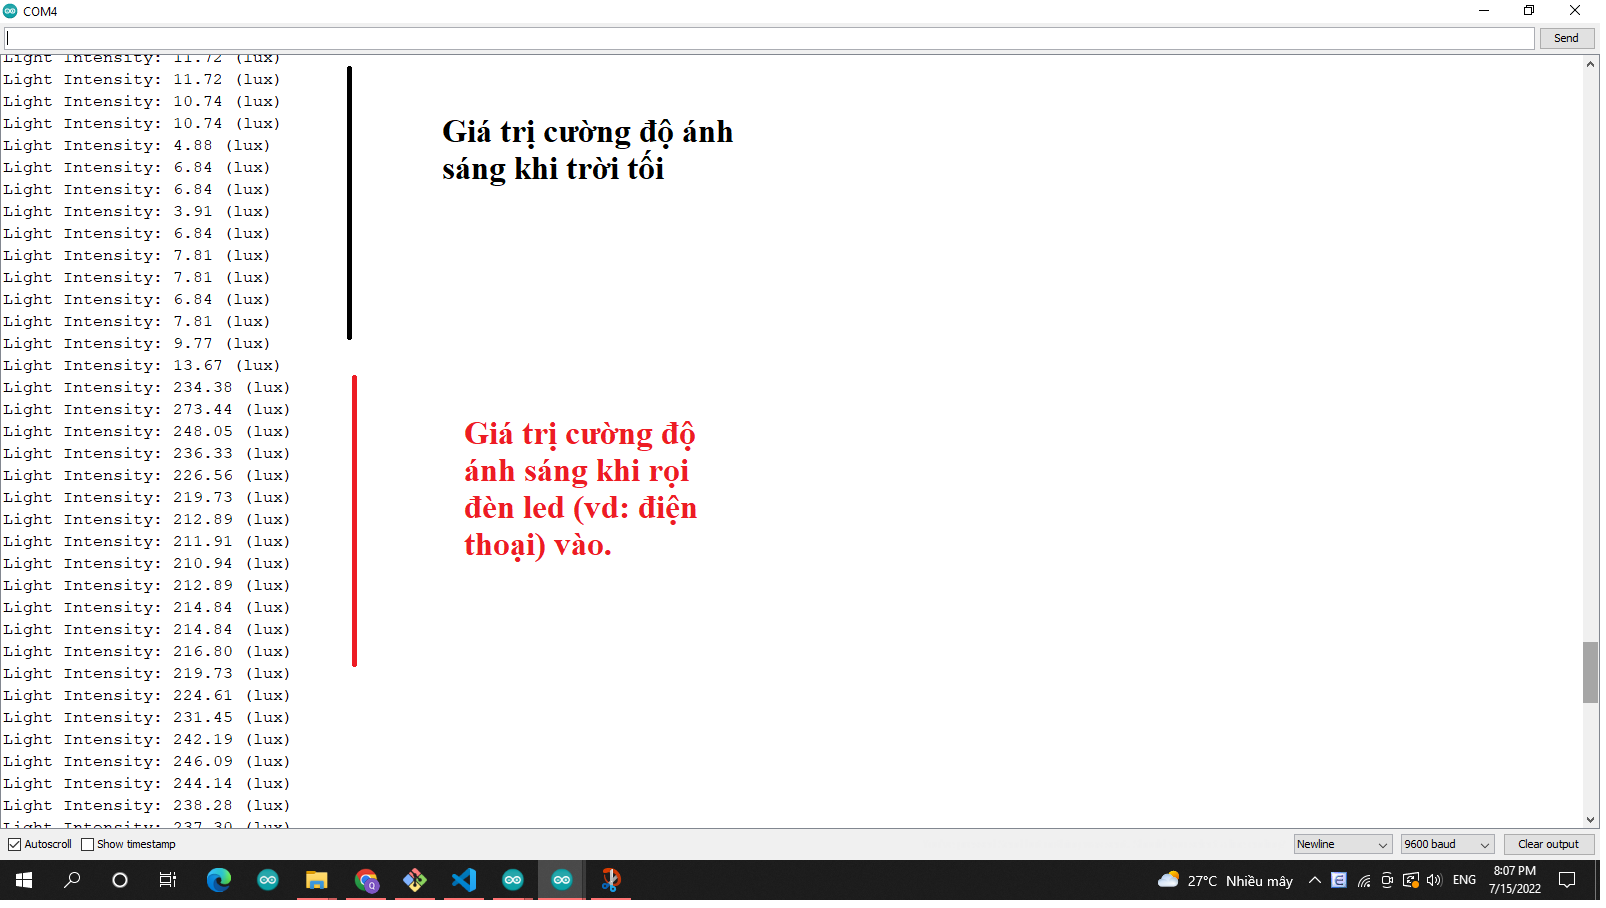 COM4
Send
Light Intensity: 11.72 (lux)
Light Intensity: 11.72 (lux)
Light Intensity: 10.74 (lux)
Light Intensity: 10.74 (lux)
Light Intensity: 4.88 (lux)
Light Intensity: 6.84 (lux)
Light Intensity: 6.84 (lux)
Light Intensity: 3.91 (lux)
Light Intensity: 6.84 (lux)
Light Intensity: 7.81 (lux)
Light Intensity: 7.81 (lux)
Light Intensity: 6.84 (lux)
Light Intensity: 7.81 (lux)
Light Intensity: 9.77 (lux)
Light Intensity: 13.67 (lux)
Light Intensity: 234.38 (lux)
Light Intensity: 273.44 (lux)
Light Intensity: 248.05 (lux)
Light Intensity: 236.33 (lux)
Light Intensity: 226.56 (lux)
Light Intensity: 219.73 (lux)
Light Intensity: 212.89 (lux)
Light Intensity: 211.91 (lux)
Light Intensity: 210.94 (lux)
Light Intensity: 212.89 (lux)
Light Intensity: 214.84 (lux)
Light Intensity: 214.84 (lux)
Light Intensity: 216.80 (lux)
Light Intensity: 219.73 (lux)
Light Intensity: 224.61 (lux)
Light Intensity: 231.45 (lux)
Light Intensity: 242.19 (lux)
Light Intensity: 246.09 (lux)
Light Intensity: 244.14 (lux)
Light Intensity: 238.28 (lux)
Light Intensity: 237.30 (lux)
Giá trị cường độ ánh
sáng khi trời tối
Giá trị cường độ
ánh sáng khi rọi
đèn led (vd: điện
thoại) vào.
Autoscroll Show timestamp
Newline 9600 baud Clear output
27°C Nhiều mây ENG
8:07 PM
7/15/2022